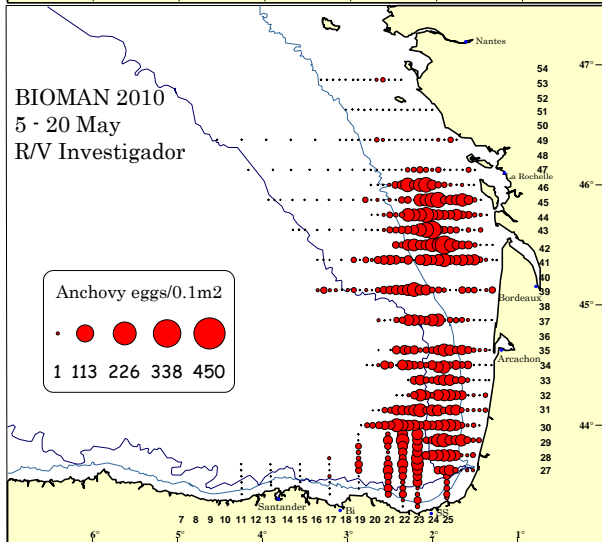 BIOMAN 2010
5 - 20 May
R/V Investigador
Nantes
47°
54
53
52
51
50
49
48
47
La Rochelle
46
46°
45
44
43
42
41
40
39
Bordeaux
38
37
36
35
Arcachon
34
33
32
31
30
44°
29
28
27
45°
Anchovy eggs/0.1m2
1 113 226 338 450
Santander
Bi
SS
7 8 9 10 11 12 13 14 15 16 17 18 19 20 21 22 23 24 25
6° 5° 4° 3° 2° 1°